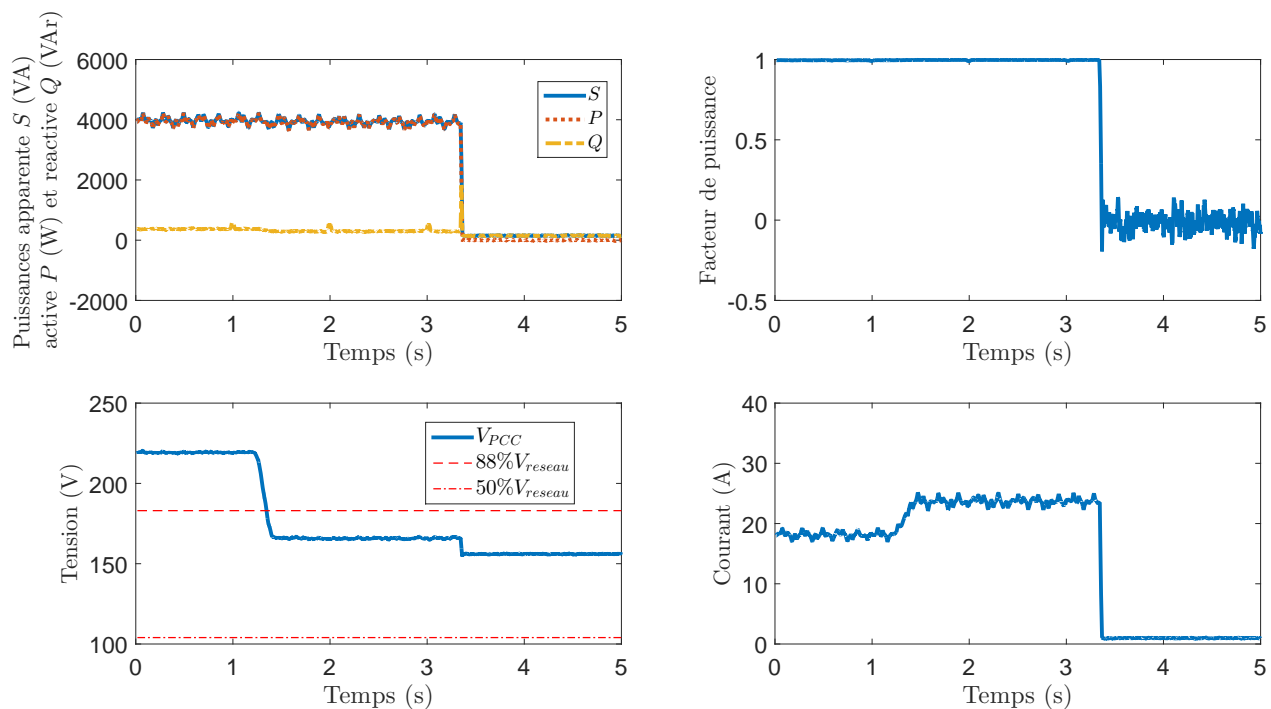 Puissances apparente S (VA)
active P (W) et reactive Q (VAr)
6000
4000
2000
0
-2000
S
P
Q
0 1 2 3 4 5
Temps (s)
Facteur de puissance
1
0.5
0
-0.5
0 1 2 3 4 5
Temps (s)
Tension (V)
250
200
150
100
V_PCC
88%V_reseau
50%V_reseau
0 1 2 3 4 5
Temps (s)
Courant (A)
40
30
20
10
0
0 1 2 3 4 5
Temps (s)